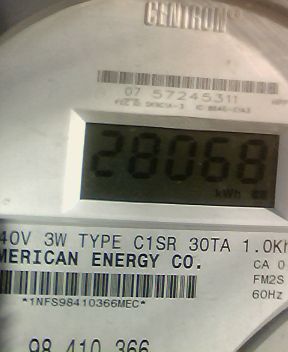 CENTRON
07 57245311
28068
kWh
40V 3W TYPE C1SR 30TA 1.0Kh
MERICAN ENERGY CO.
CA 0
FM2S
60Hz
*1NFS98410366MEC*
98 410 366